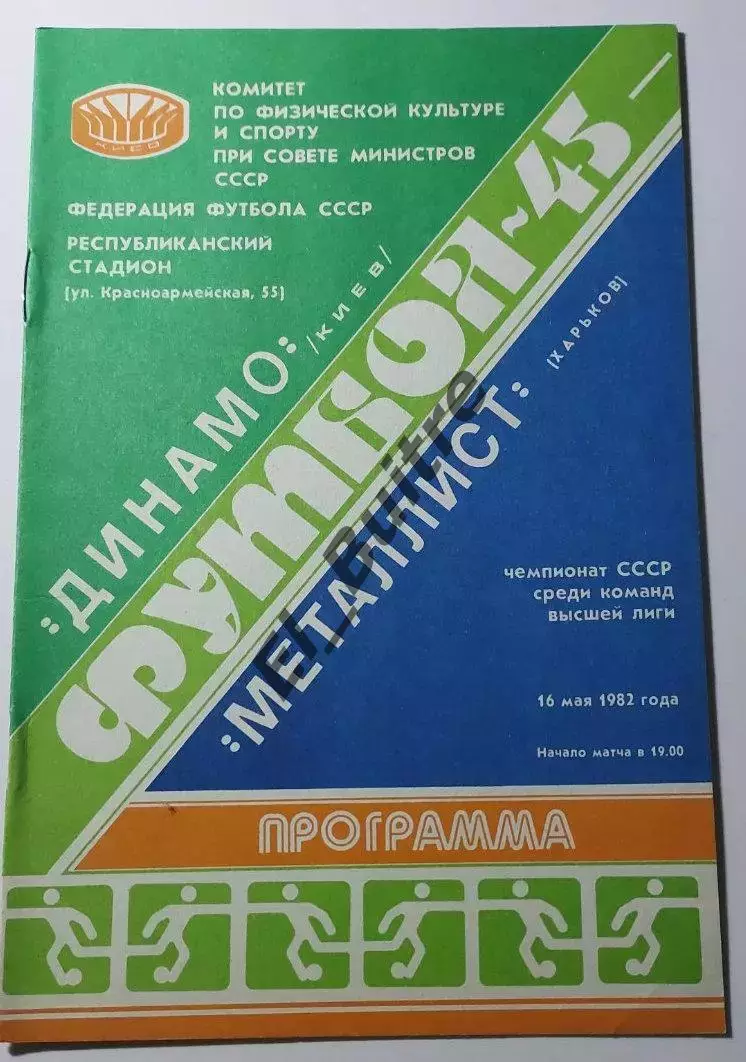 КИЕВ
КОМИТЕТ
ПО ФИЗИЧЕСКОЙ КУЛЬТУРЕ
И СПОРТУ
ПРИ СОВЕТЕ МИНИСТРОВ
СССР
ФЕДЕРАЦИЯ ФУТБОЛА СССР
РЕСПУБЛИКАНСКИЙ
СТАДИОН
(ул. Красноармейская, 55)
:ДИНАМО:
/КИЕВ/
ФУТБОЛ-45
:МЕТАЛЛИСТ:
(ХАРЬКОВ)
El_Buitre
чемпионат СССР
среди команд
высшей лиги
16 мая 1982 года
Начало матча в 19.00
ПРОГРАММА